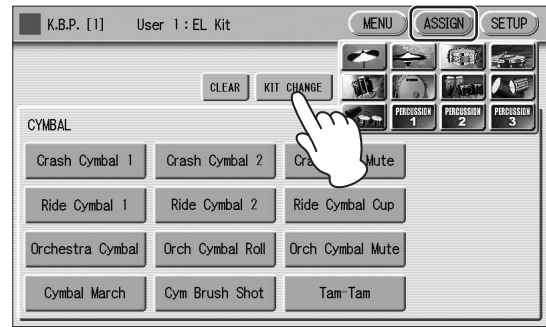 K.B.P. [1] User 1 : EL Kit MENU ASSIGN SETUP
CLEAR KIT CHANGE
PERCUSSION 1 PERCUSSION 2 PERCUSSION 3
CYMBAL
Crash Cymbal 1 Crash Cymbal 2 Mute
Ride Cymbal 1 Ride Cymbal 2 Ride Cymbal Cup
Orchestra Cymbal Orch Cymbal Roll Orch Cymbal Mute
Cymbal March Cym Brush Shot Tam-Tam